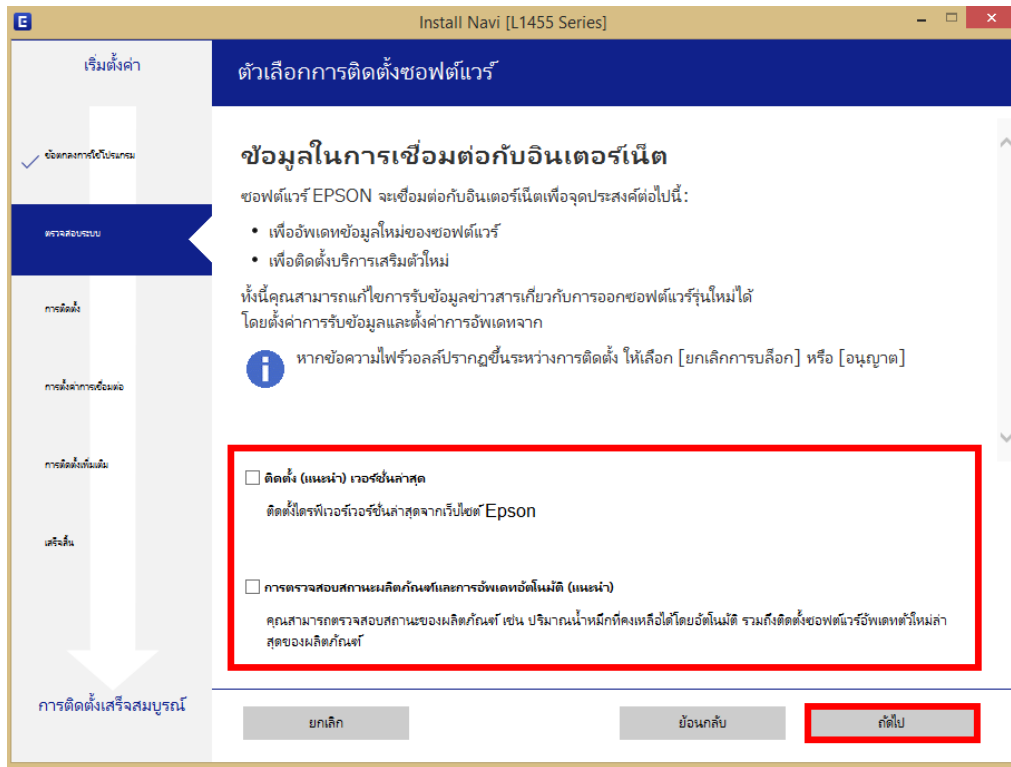 E
Install Navi [L1455 Series]
เริ่มตั้งค่า
ข้อตกลงการใช้โปรแกรม
ตรวจสอบระบบ
การติดตั้ง
การตั้งค่าการเชื่อมต่อ
การติดตั้งเพิ่มเติม
เสร็จสิ้น
การติดตั้งเสร็จสมบูรณ์
ตัวเลือกการติดตั้งซอฟต์แวร์
ข้อมูลในการเชื่อมต่อกับอินเตอร์เน็ต
ซอฟต์แวร์ EPSON จะเชื่อมต่อกับอินเตอร์เน็ตเพื่อจุดประสงค์ต่อไปนี้:
• เพื่ออัพเดทข้อมูลใหม่ของซอฟต์แวร์
• เพื่อติดตั้งบริการเสริมตัวใหม่
ทั้งนี้คุณสามารถแก้ไขการรับข้อมูลข่าวสารเกี่ยวกับการออกซอฟต์แวร์รุ่นใหม่ได้
โดยตั้งค่าการรับข้อมูลและตั้งค่าการอัพเดทจาก
หากข้อความไฟร์วอลล์ปรากฏขึ้นระหว่างการติดตั้ง ให้เลือก [ยกเลิกการบล็อก] หรือ [อนุญาต]
ติดตั้ง (แนะนำ) เวอร์ชั่นล่าสุด
ติดตั้งไดรฟ์เวอร์เวอร์ชั่นล่าสุดจากเว็บไซต์ Epson
การตรวจสอบสถานะผลิตภัณฑ์และการอัพเดทอัตโนมัติ (แนะนำ)
คุณสามารถตรวจสอบสถานะของผลิตภัณฑ์ เช่น ปริมาณน้ำหมึกที่คงเหลือได้โดยอัตโนมัติ รวมถึงติดตั้งซอฟต์แวร์อัพเดทตัวใหม่ล่า
สุดของผลิตภัณฑ์
ยกเลิก
ย้อนกลับ
ถัดไป